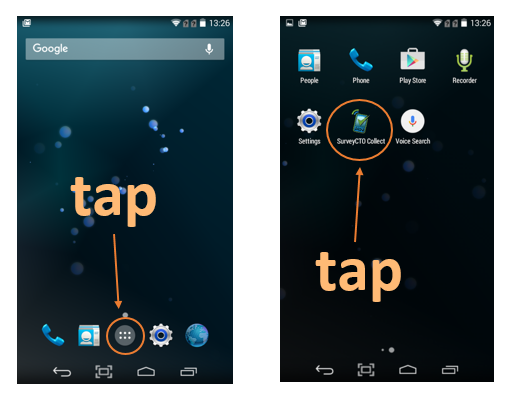 13:26
Google
tap
13:26
People
Phone
Play Store
Recorder
Settings
SurveyCTO Collect
Voice Search
tap